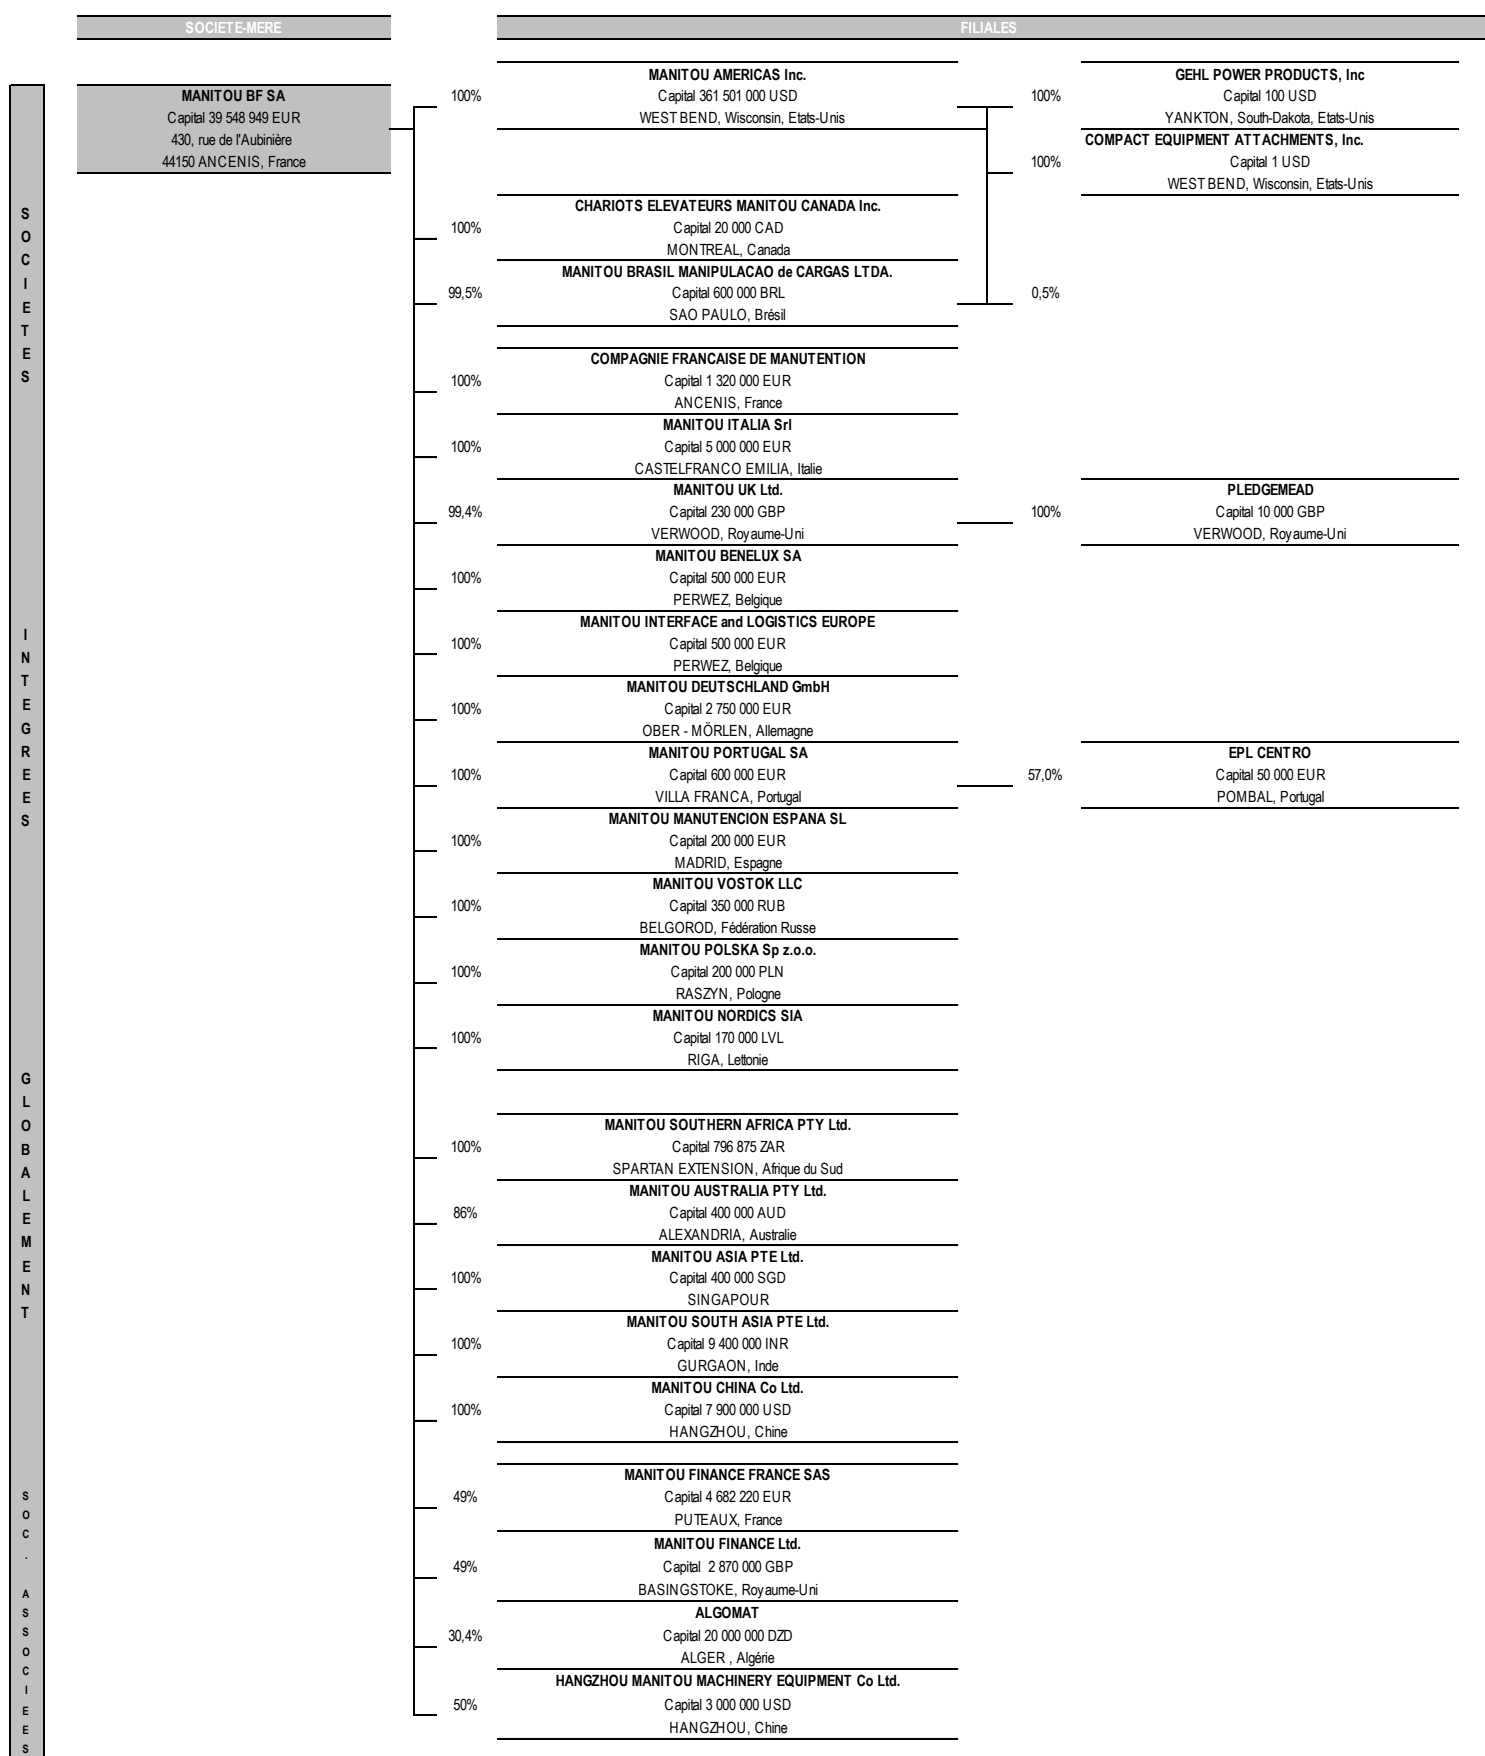 SOCIETE-MERE
FILIALES
MANITOU BF SA
Capital 39 548 949 EUR
430, rue de l'Aubinière
44150 ANCENIS, France
100%
MANITOU AMERICAS Inc.
Capital 361 501 000 USD
WEST BEND, Wisconsin, Etats-Unis
100%
GEHL POWER PRODUCTS, Inc
Capital 100 USD
YANKTON, South-Dakota, Etats-Unis
100%
COMPACT EQUIPMENT ATTACHMENTS, Inc.
Capital 1 USD
WEST BEND, Wisconsin, Etats-Unis
100%
CHARIOTS ELEVATEURS MANITOU CANADA Inc.
Capital 20 000 CAD
MONTREAL, Canada
99,5%
MANITOU BRASIL MANIPULACAO de CARGAS LTDA.
Capital 600 000 BRL
SAO PAULO, Brésil
0,5%
100%
COMPAGNIE FRANCAISE DE MANUTENTION
Capital 1 320 000 EUR
ANCENIS, France
100%
MANITOU ITALIA Srl
Capital 5 000 000 EUR
CASTELFRANCO EMILIA, Italie
99,4%
MANITOU UK Ltd.
Capital 230 000 GBP
VERWOOD, Royaume-Uni
100%
PLEDGEMEAD
Capital 10 000 GBP
VERWOOD, Royaume-Uni
100%
MANITOU BENELUX SA
Capital 500 000 EUR
PERWEZ, Belgique
100%
MANITOU INTERFACE and LOGISTICS EUROPE
Capital 500 000 EUR
PERWEZ, Belgique
100%
MANITOU DEUTSCHLAND GmbH
Capital 2 750 000 EUR
OBER - MÖRLEN, Allemagne
100%
MANITOU PORTUGAL SA
Capital 600 000 EUR
VILLA FRANCA, Portugal
57,0%
EPL CENTRO
Capital 50 000 EUR
POMBAL, Portugal
100%
MANITOU MANUTENCION ESPANA SL
Capital 200 000 EUR
MADRID, Espagne
100%
MANITOU VOSTOK LLC
Capital 350 000 RUB
BELGOROD, Fédération Russe
100%
MANITOU POLSKA Sp z.o.o.
Capital 200 000 PLN
RASZYN, Pologne
100%
MANITOU NORDICS SIA
Capital 170 000 LVL
RIGA, Lettonie
100%
MANITOU SOUTHERN AFRICA PTY Ltd.
Capital 796 875 ZAR
SPARTAN EXTENSION, Afrique du Sud
86%
MANITOU AUSTRALIA PTY Ltd.
Capital 400 000 AUD
ALEXANDRIA, Australie
100%
MANITOU ASIA PTE Ltd.
Capital 400 000 SGD
SINGAPOUR
100%
MANITOU SOUTH ASIA PTE Ltd.
Capital 9 400 000 INR
GURGAON, Inde
100%
MANITOU CHINA Co Ltd.
Capital 7 900 000 USD
HANGZHOU, Chine
49%
MANITOU FINANCE FRANCE SAS
Capital 4 682 220 EUR
PUTEAUX, France
49%
MANITOU FINANCE Ltd.
Capital 2 870 000 GBP
BASINGSTOKE, Royaume-Uni
30,4%
ALGOMAT
Capital 20 000 000 DZD
ALGER , Algérie
50%
HANGZHOU MANITOU MACHINERY EQUIPMENT Co Ltd.
Capital 3 000 000 USD
HANGZHOU, Chine
SOCIETES
INTEGREES
GLOBALEMENT
SOC. ASSOCIEES